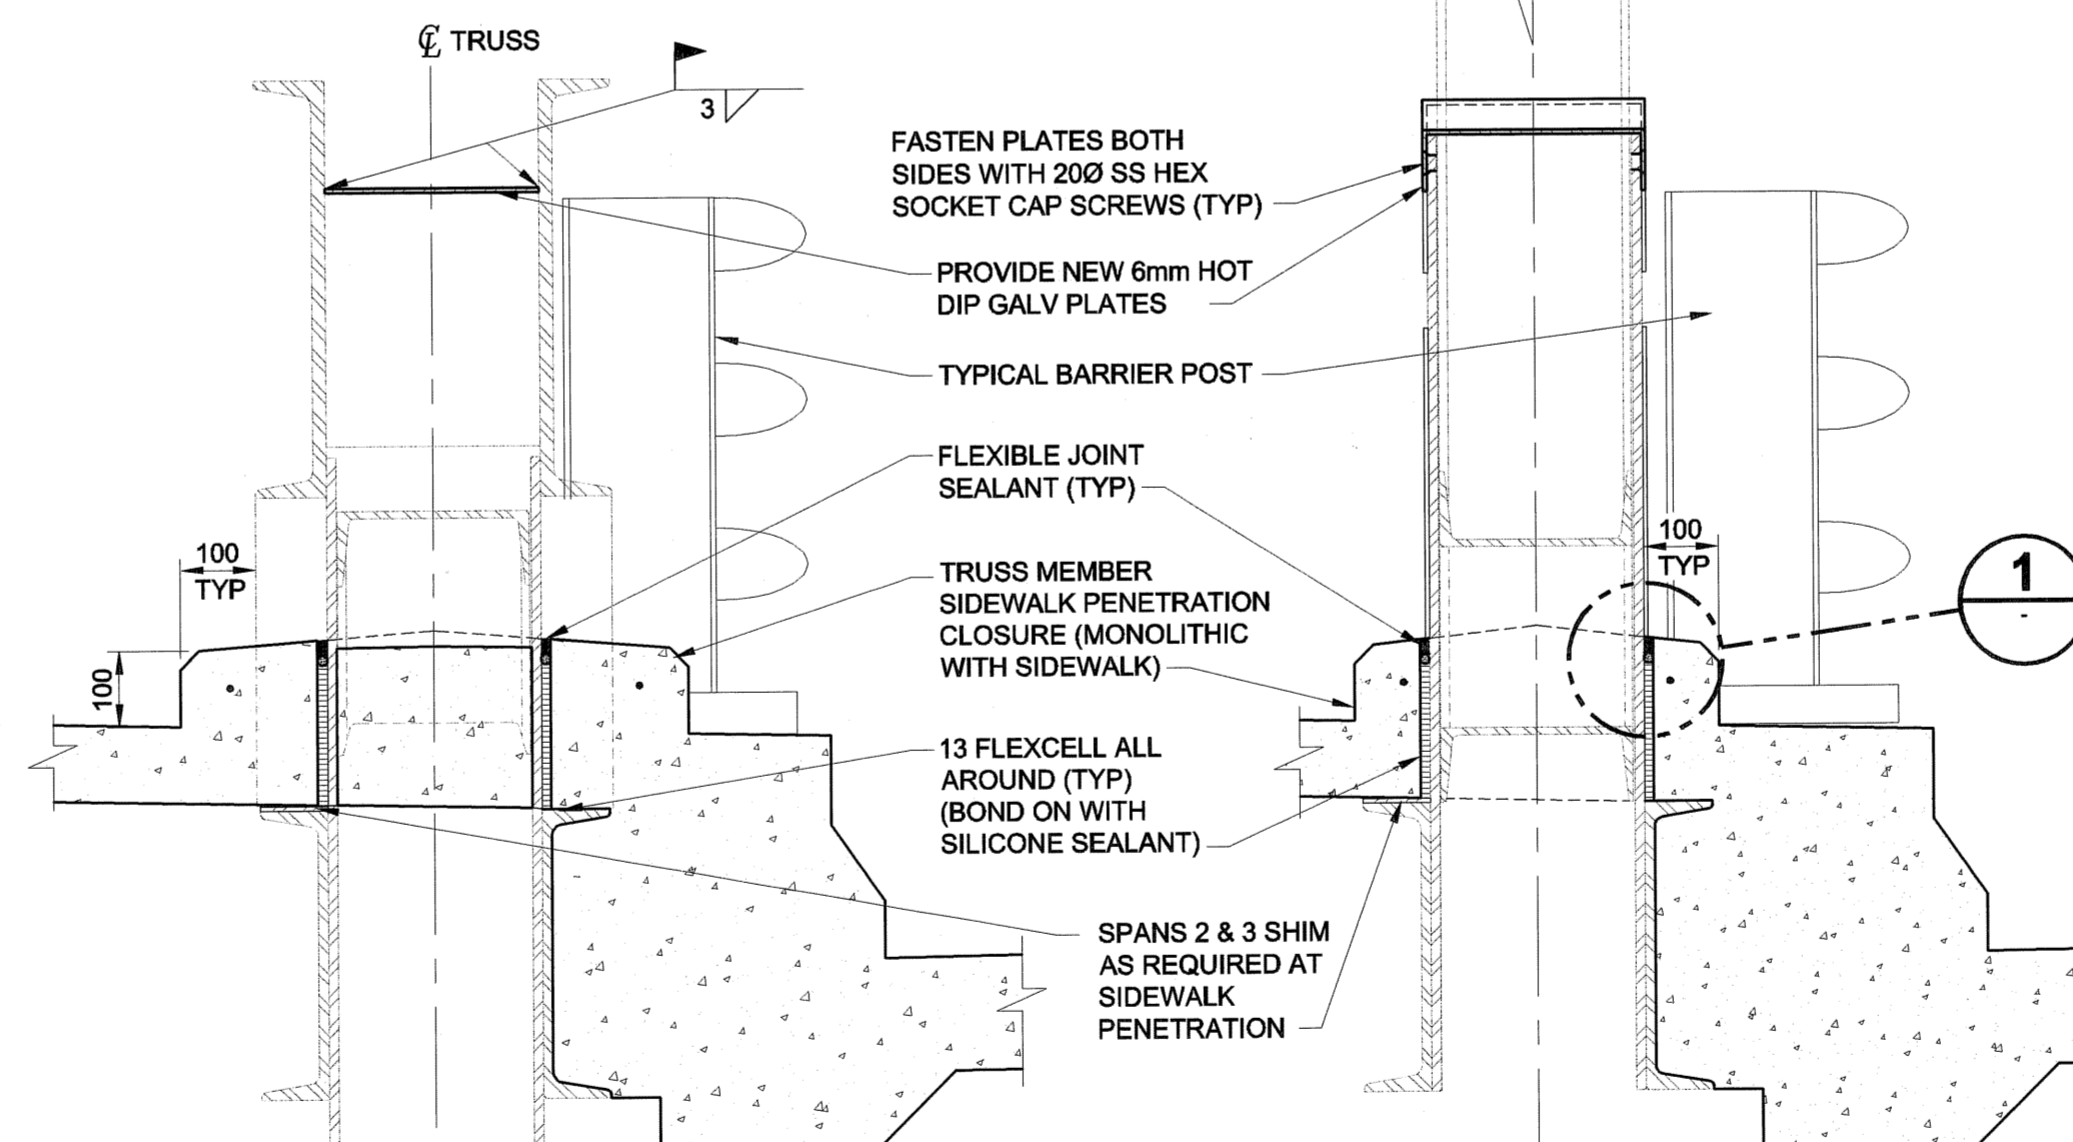 ℄ TRUSS
3
FASTEN PLATES BOTH
SIDES WITH 20Ø SS HEX
SOCKET CAP SCREWS (TYP)
PROVIDE NEW 6mm HOT
DIP GALV PLATES
TYPICAL BARRIER POST
FLEXIBLE JOINT
SEALANT (TYP)
100
TYP
100
TYP
1
-
TRUSS MEMBER
SIDEWALK PENETRATION
CLOSURE (MONOLITHIC
WITH SIDEWALK)
100
13 FLEXCELL ALL
AROUND (TYP)
(BOND ON WITH
SILICONE SEALANT)
SPANS 2 & 3 SHIM
AS REQUIRED AT
SIDEWALK
PENETRATION